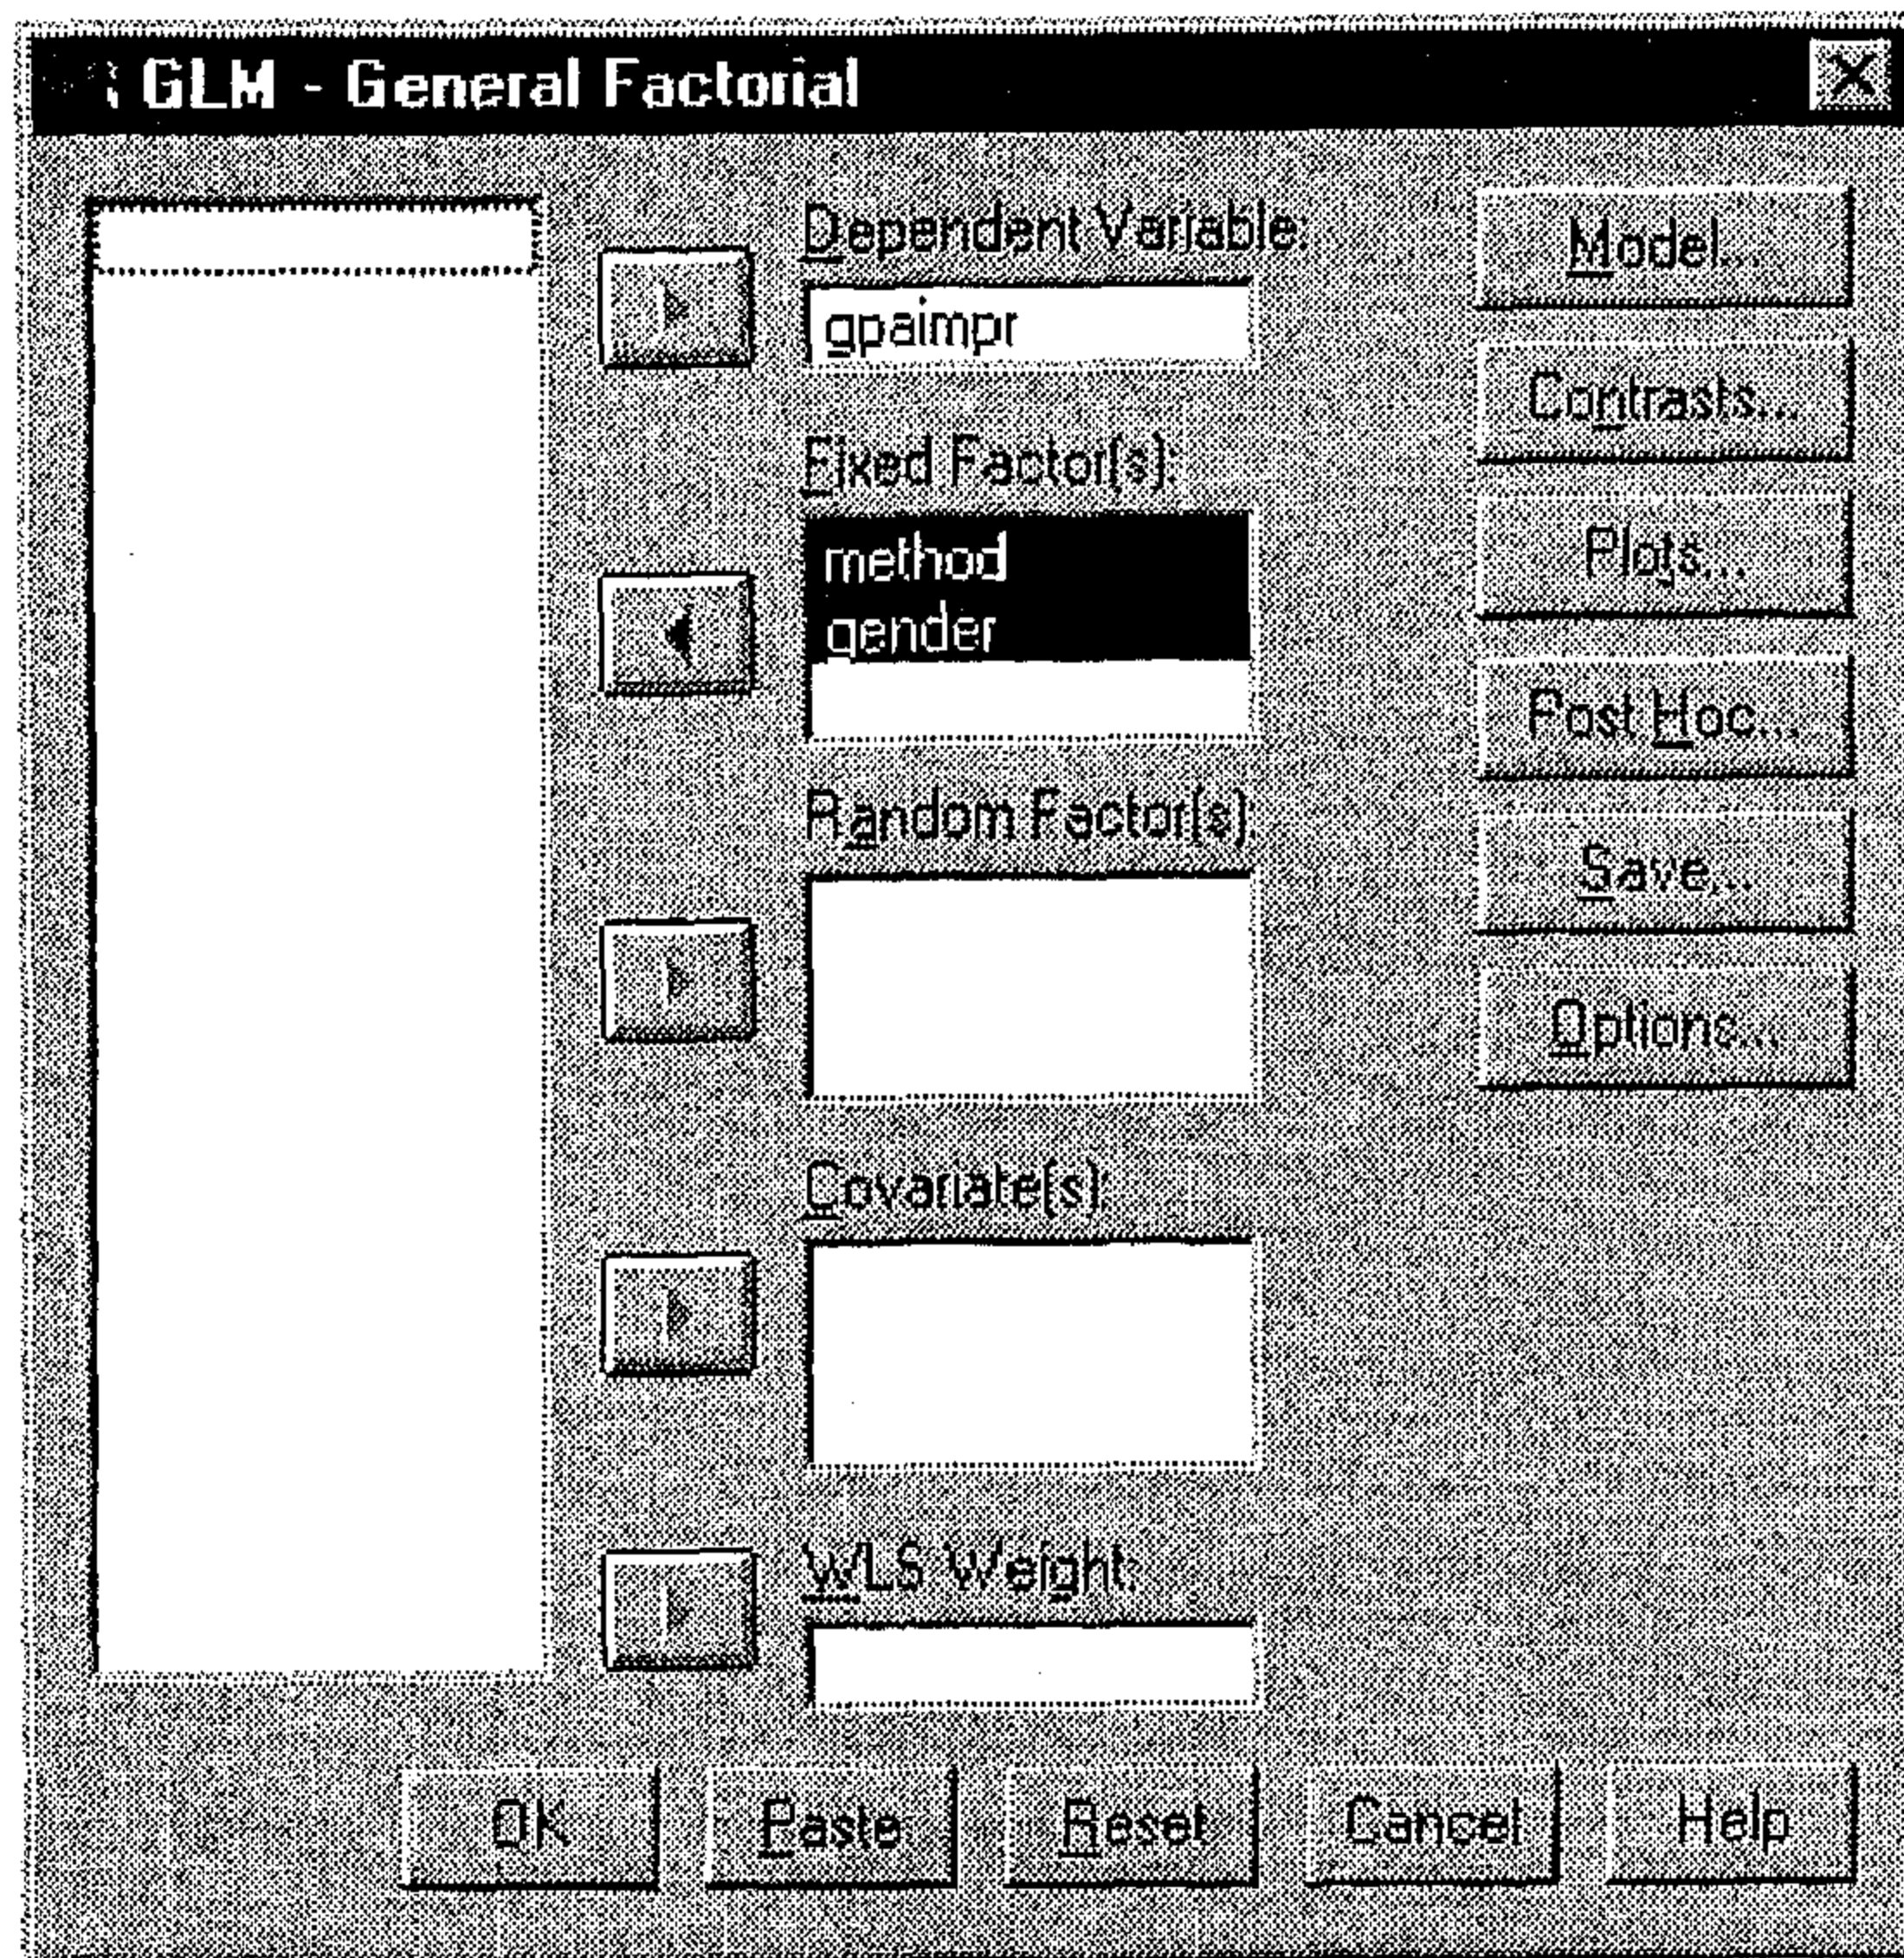 GLM - General Factorial
Dependent Variable:
gpaimpr
Fixed Factor(s):
method
gender
Random Factor(s):
Covariate(s):
WLS Weight:
Model...
Contrasts...
Plots...
Post Hoc...
Save...
Options...
OK
Paste
Reset
Cancel
Help